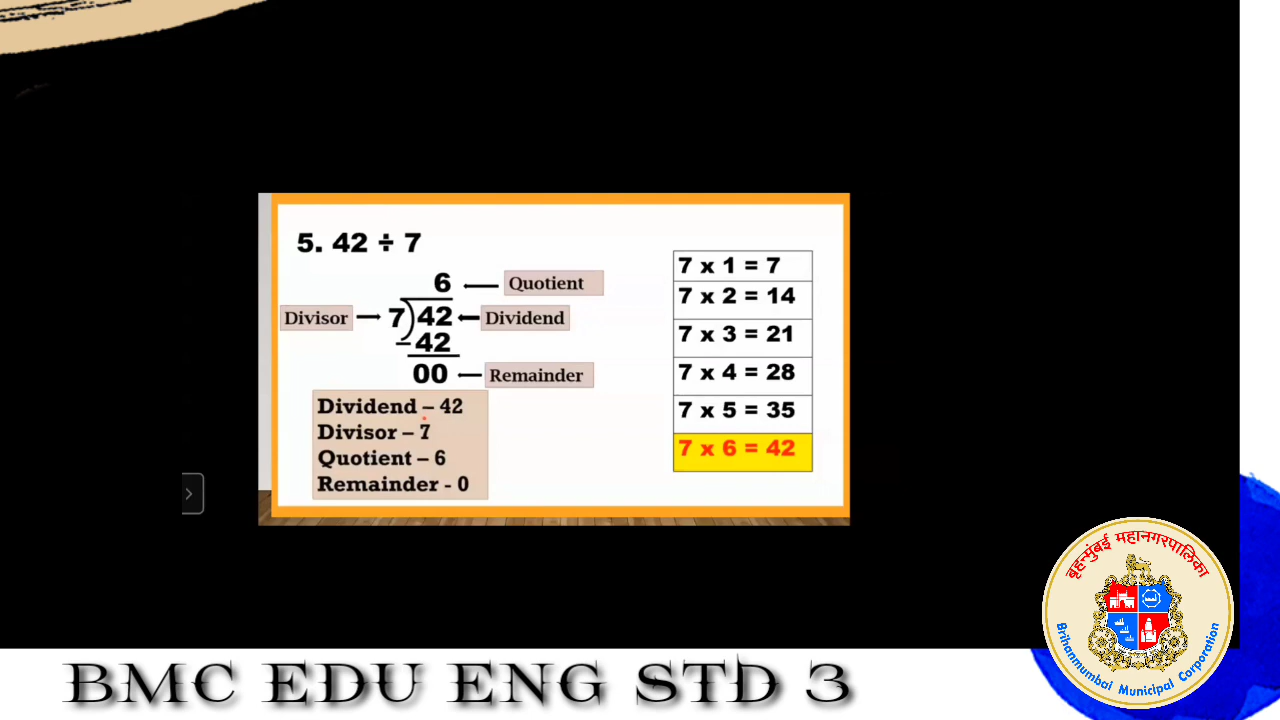 5. 42 ÷ 7
6 Quotient
Divisor 7 42 Dividend
– 42
00 Remainder
Dividend – 42
Divisor – 7
Quotient – 6
Remainder - 0
7 x 1 = 7
7 x 2 = 14
7 x 3 = 21
7 x 4 = 28
7 x 5 = 35
7 x 6 = 42
बृहन्मुंबई महानगरपालिका
Brihanmumbai Municipal Corporation
BMC EDU ENG STD 3